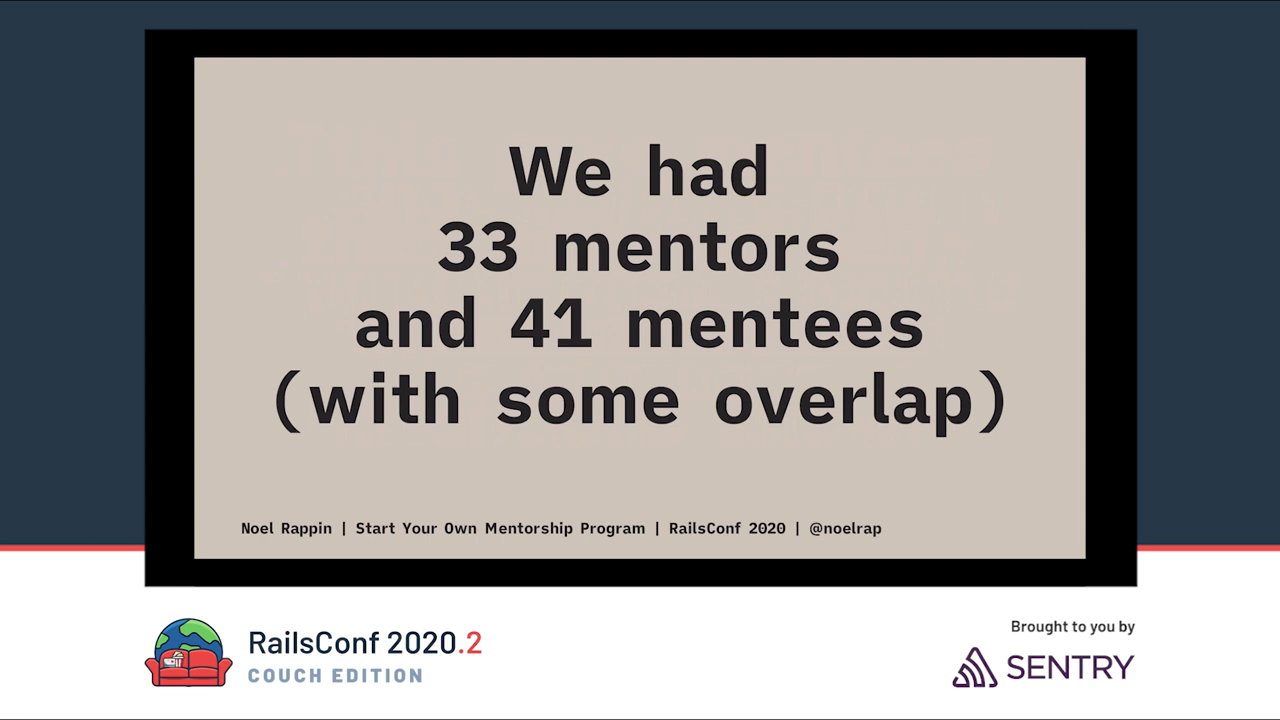 We had
33 mentors
and 41 mentees
(with some overlap)
Noel Rappin | Start Your Own Mentorship Program | RailsConf 2020 | @noelrap
RailsConf 2020.2
COUCH EDITION
Brought to you by
SENTRY